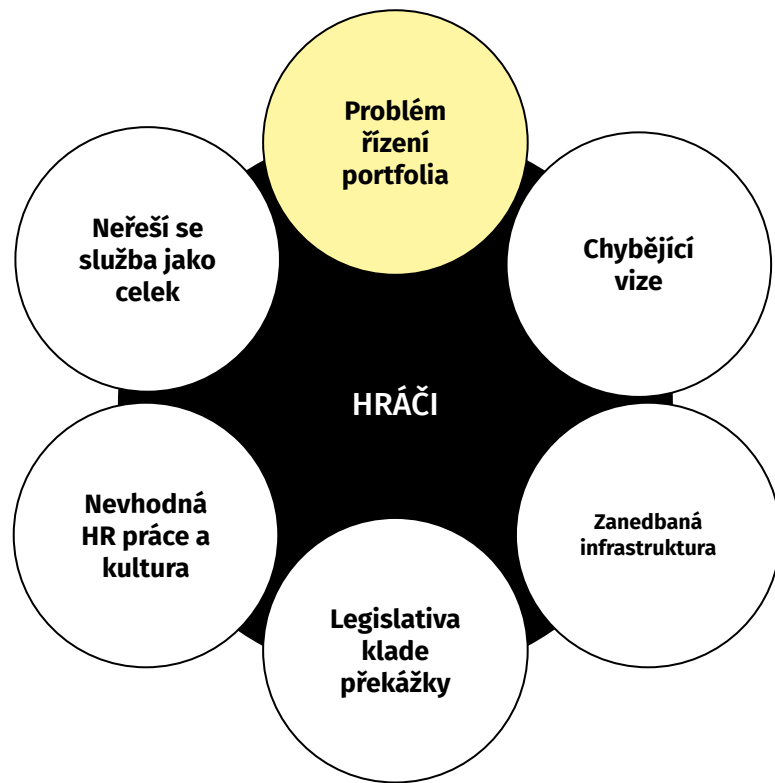 Problém
řízení
portfolia
Neřeší se
služba jako
celek
Chybějící
vize
HRÁČI
Nevhodná
HR práce a
kultura
Zanedbaná
infrastruktura
Legislativa
klade
překážky